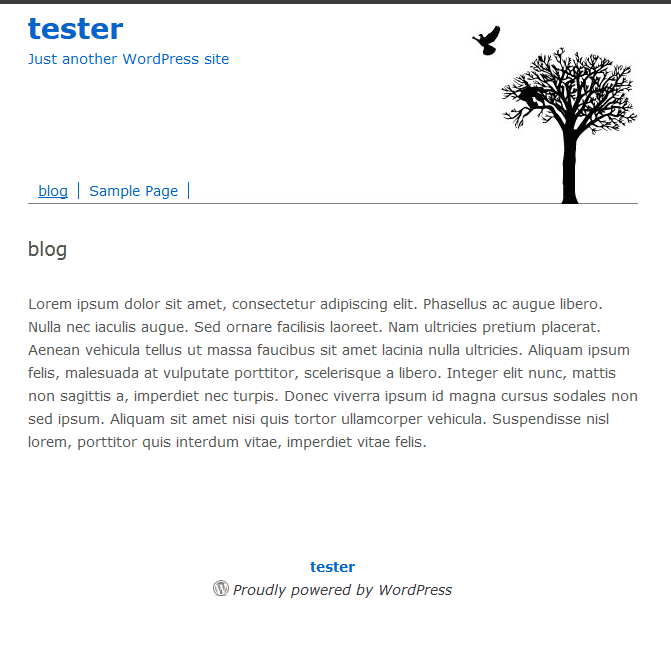 tester
Just another WordPress site
blog
Sample Page
blog
Lorem ipsum dolor sit amet, consectetur adipiscing elit. Phasellus ac augue libero.
Nulla nec iaculis augue. Sed ornare facilisis laoreet. Nam ultricies pretium placerat.
Aenean vehicula tellus ut massa faucibus sit amet lacinia nulla ultricies. Aliquam ipsum
felis, malesuada at vulputate porttitor, scelerisque a libero. Integer elit nunc, mattis
non sagittis a, imperdiet nec turpis. Donec viverra ipsum id magna cursus sodales non
sed ipsum. Aliquam sit amet nisi quis tortor ullamcorper vehicula. Suspendisse nisl
lorem, porttitor quis interdum vitae, imperdiet vitae felis.
tester
Proudly powered by WordPress